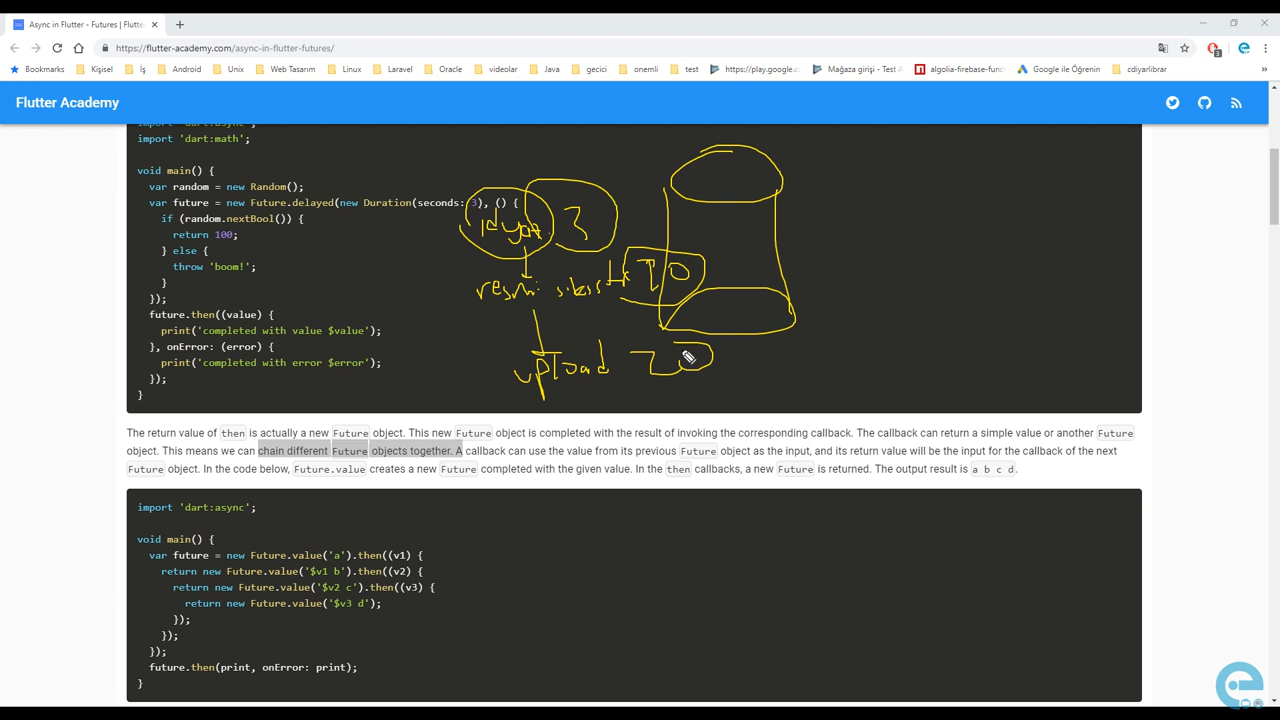 Async in Flutter - Futures | Flutte
https://flutter-academy.com/async-in-flutter-futures/
Bookmarks Kişisel İş Android Unix Web Tasarım Linux Laravel Oracle videolar Java gecici onemli test https://play.google.c Mağaza girişi - Test A algolia-firebase-func Google ile Öğrenin cdiyarlibrar
Flutter Academy
import 'dart:async';
import 'dart:math';
void main() {
var random = new Random();
var future = new Future.delayed(new Duration(seconds: 3), () {
if (random.nextBool()) {
return 100;
} else {
throw 'boom!';
}
});
future.then((value) {
print('completed with value $value');
}, onError: (error) {
print('completed with error $error');
});
}
3
resmi
10
upload 20
The return value of then is actually a new Future object. This new Future object is completed with the result of invoking the corresponding callback. The callback can return a simple value or another Future
object. This means we can chain different Future objects together. A callback can use the value from its previous Future object as the input, and its return value will be the input for the callback of the next
Future object. In the code below, Future.value creates a new Future completed with the given value. In the then callbacks, a new Future is returned. The output result is a b c d.
import 'dart:async';
void main() {
var future = new Future.value('a').then((v1) {
return new Future.value('$v1 b').then((v2) {
return new Future.value('$v2 c').then((v3) {
return new Future.value('$v3 d');
});
});
});
future.then(print, onError: print);
}